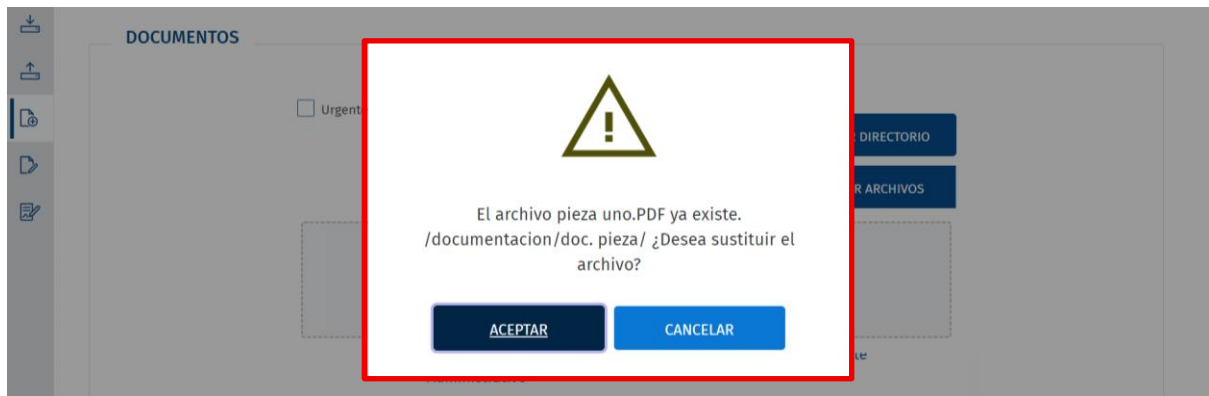 DOCUMENTOS
Urgent
DIRECTORIO
R ARCHIVOS
El archivo pieza uno.PDF ya existe.
/documentacion/doc. pieza/ ¿Desea sustituir el
archivo?
ACEPTAR
CANCELAR